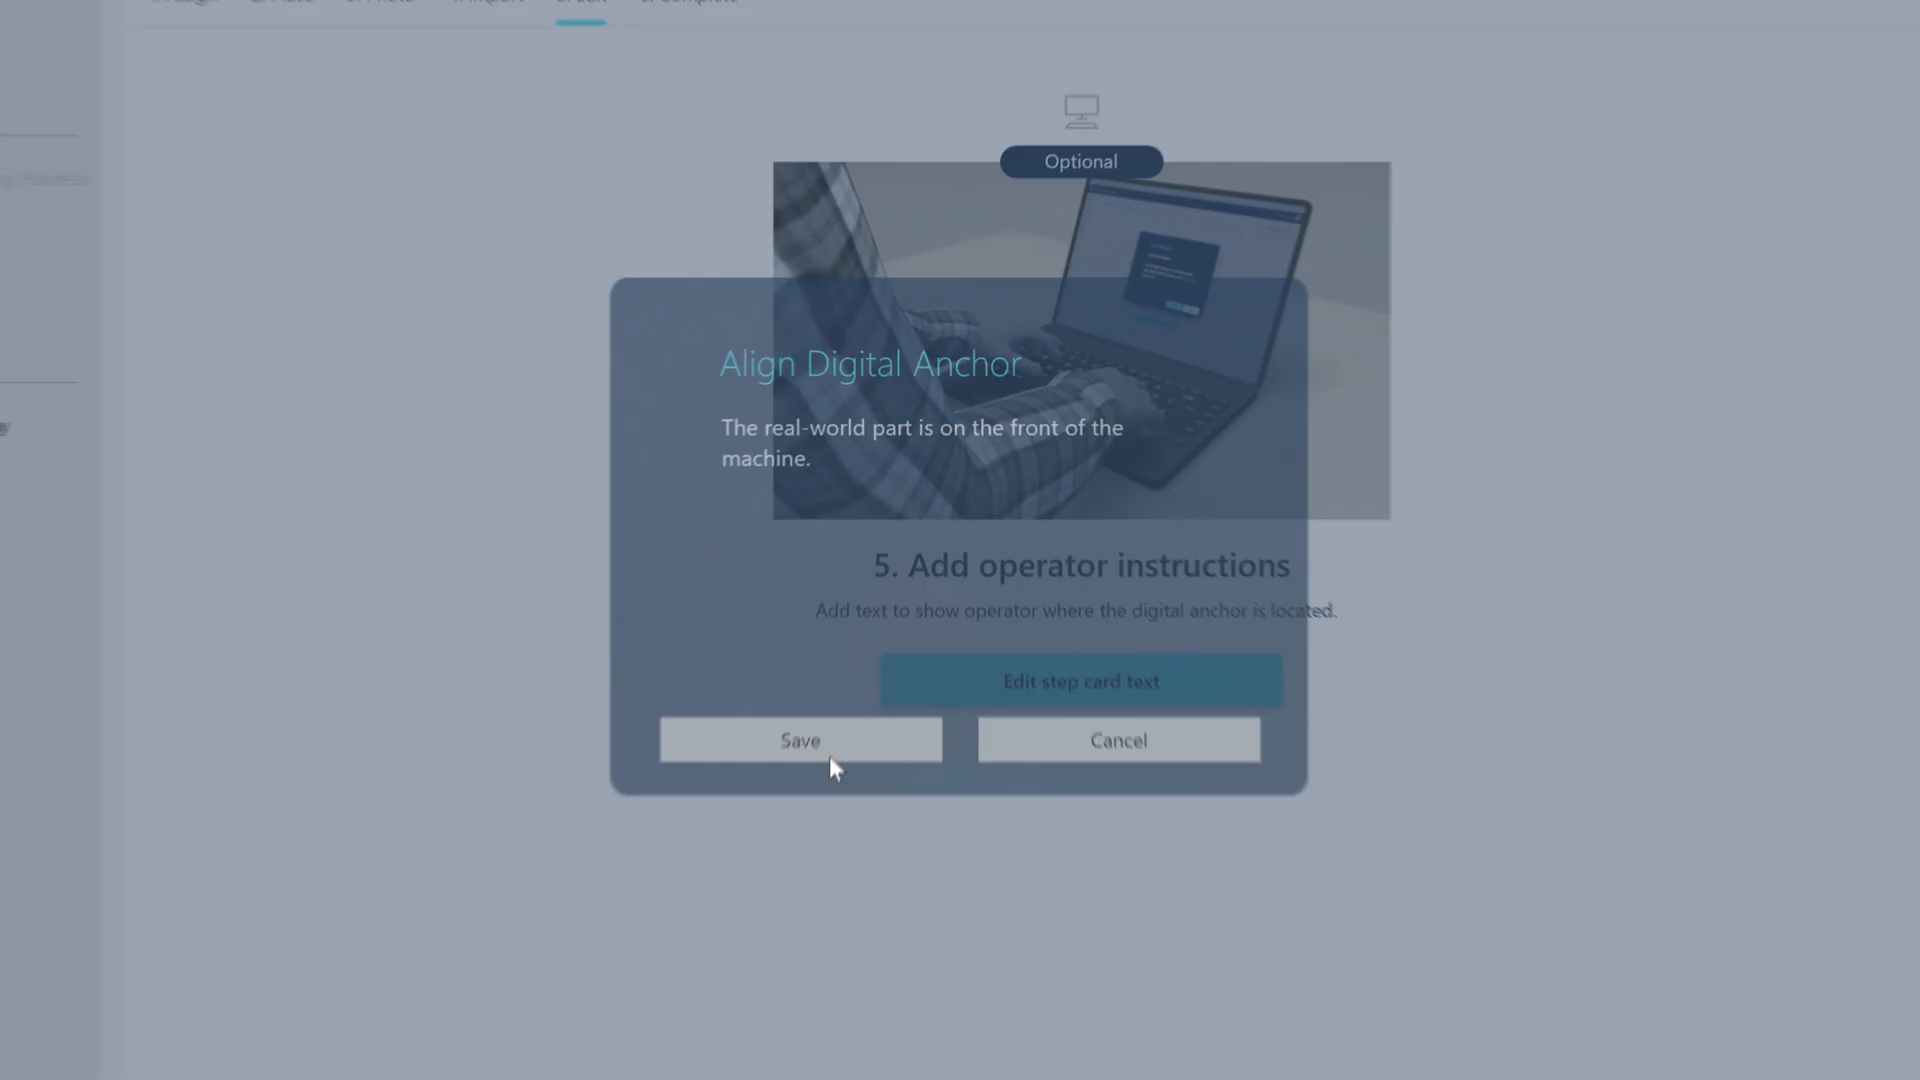 Optional
Align Digital Anchor
The real-world part is on the front of the
machine.
5. Add operator instructions
Add text to show operator where the digital anchor is located.
Edit step card text
Save
Cancel